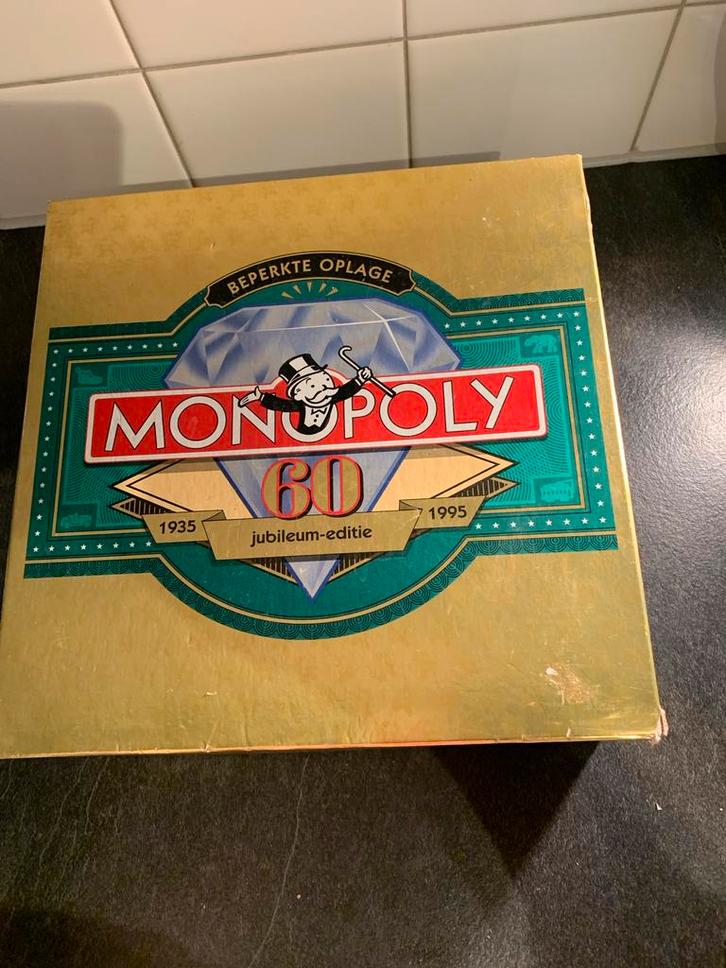 BEPERKTE OPLAGE
MONOPOLY
60
1935
jubileum-editie
1995